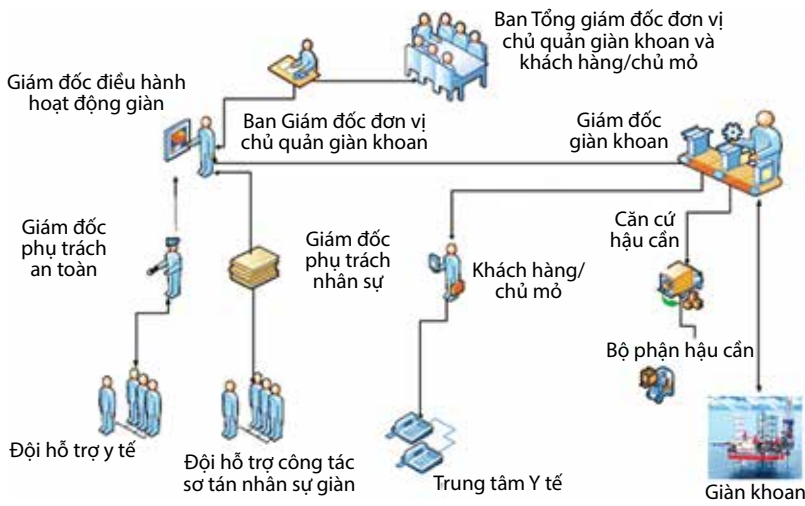 Ban Tổng giám đốc đơn vị
chủ quản giàn khoan và
khách hàng/chủ mỏ
Giám đốc điều hành
hoạt động giàn
Ban Giám đốc đơn vị
chủ quản giàn khoan
Giám đốc
giàn khoan
Giám đốc
phụ trách
an toàn
Giám đốc
phụ trách
nhân sự
Khách hàng/
chủ mỏ
Căn cứ
hậu cần
Bộ phận hậu cần
Đội hỗ trợ y tế
Đội hỗ trợ công tác
sơ tán nhân sự giàn
Trung tâm Y tế
Giàn khoan